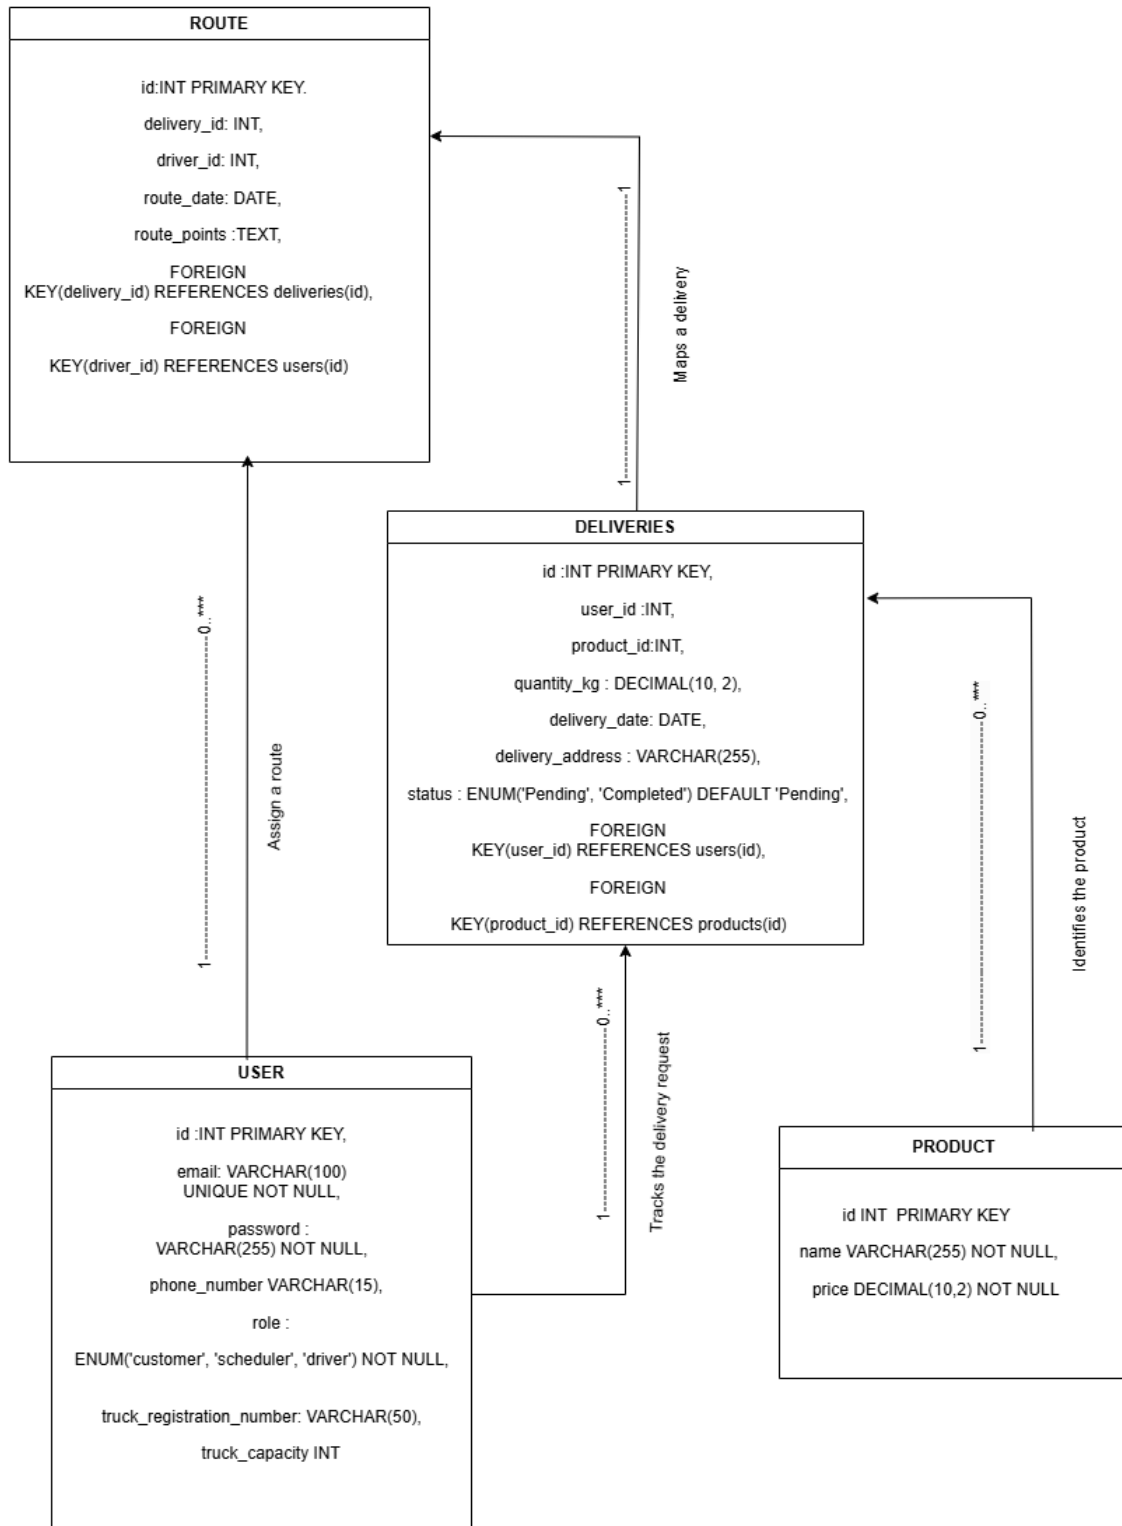 ROUTE
id:INT PRIMARY KEY.
delivery_id: INT,
driver_id: INT,
route_date: DATE,
route_points :TEXT,
FOREIGN
KEY(delivery_id) REFERENCES deliveries(id),
FOREIGN
KEY(driver_id) REFERENCES users(id)
1--------------------1
Maps a delivery
DELIVERIES
id :INT PRIMARY KEY,
user_id :INT,
product_id:INT,
quantity_kg : DECIMAL(10, 2),
delivery_date: DATE,
delivery_address : VARCHAR(255),
status : ENUM('Pending', 'Completed') DEFAULT 'Pending',
FOREIGN
KEY(user_id) REFERENCES users(id),
FOREIGN
KEY(product_id) REFERENCES products(id)
1--------------------0..***
Assign a route
1--------------------0..***
Tracks the delivery request
1--------------------0..***
Identifies the product
USER
id :INT PRIMARY KEY,
email: VARCHAR(100)
UNIQUE NOT NULL,
password :
VARCHAR(255) NOT NULL,
phone_number VARCHAR(15),
role :
ENUM('customer', 'scheduler', 'driver') NOT NULL,
truck_registration_number: VARCHAR(50),
truck_capacity INT
PRODUCT
id INT PRIMARY KEY
name VARCHAR(255) NOT NULL,
price DECIMAL(10,2) NOT NULL